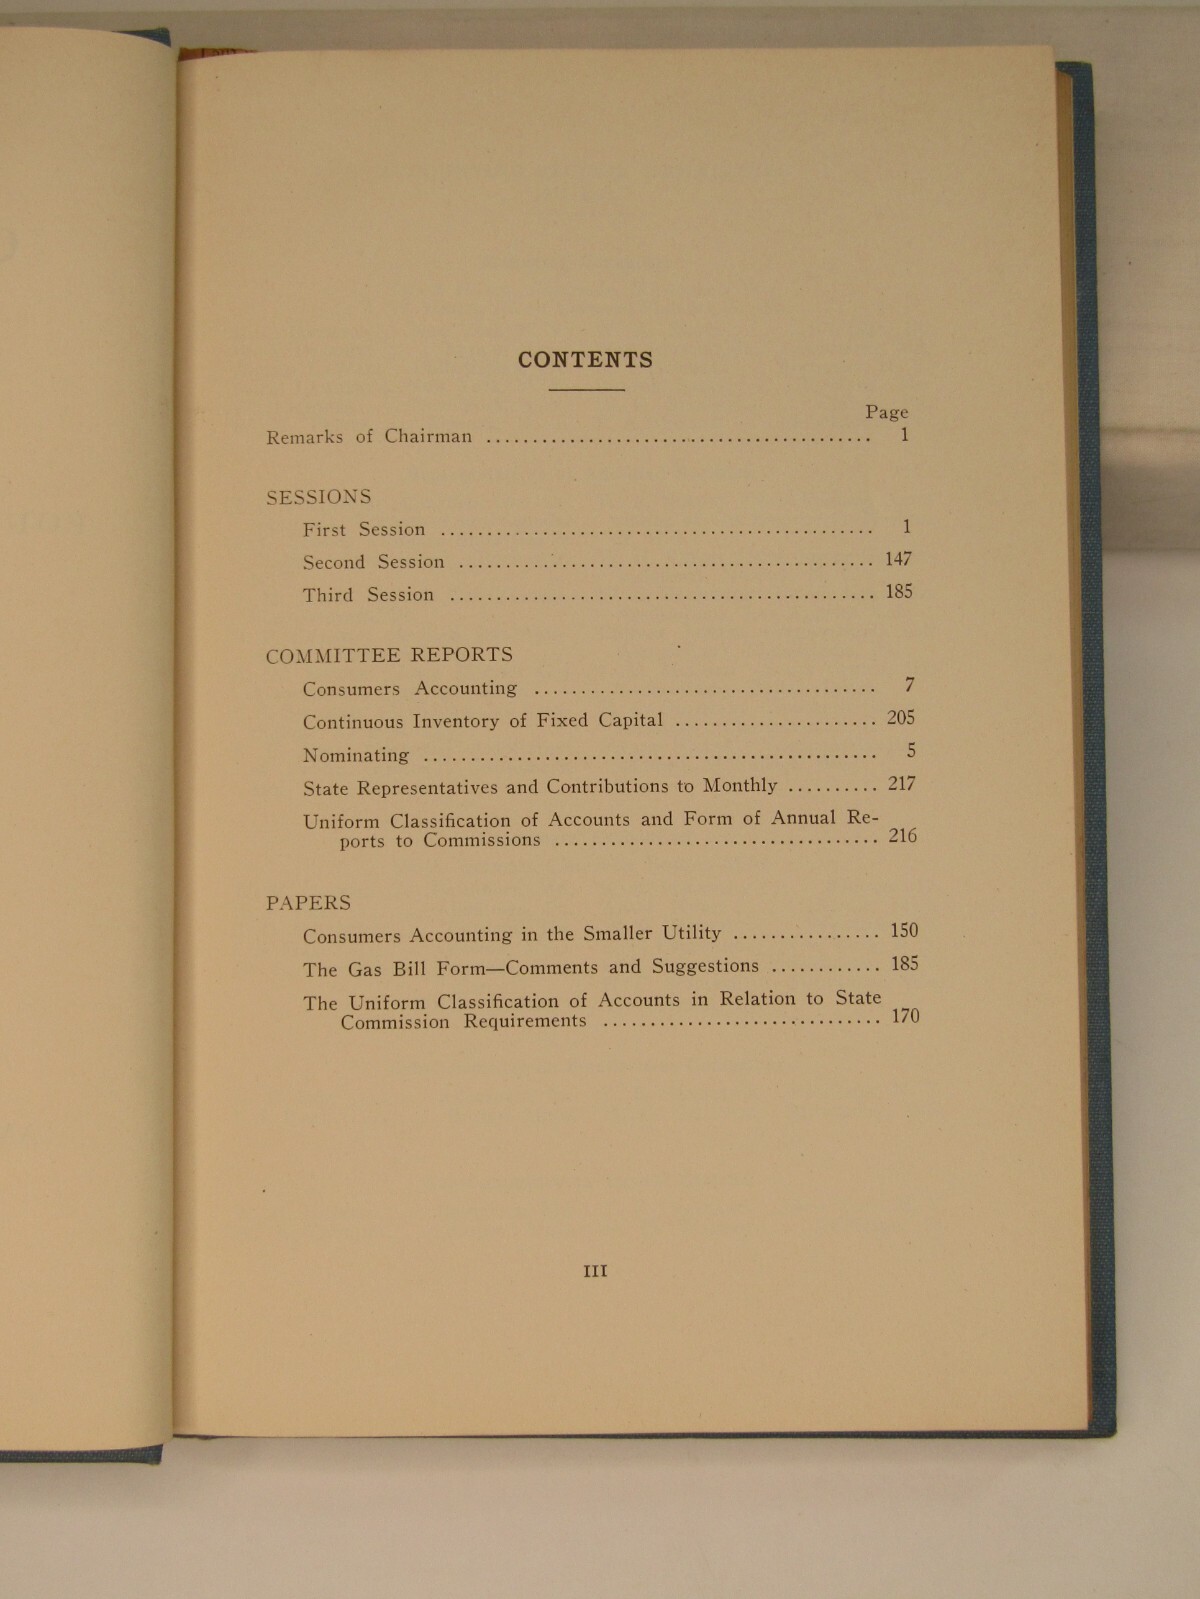 CONTENTS
Page
Remarks of Chairman ........................................... 1
SESSIONS
First Session ............................................... 1
Second Session ............................................. 147
Third Session .............................................. 185
COMMITTEE REPORTS
Consumers Accounting ..................................... 7
Continuous Inventory of Fixed Capital ...................... 205
Nominating ................................................. 5
State Representatives and Contributions to Monthly .......... 217
Uniform Classification of Accounts and Form of Annual Re-
ports to Commissions ................................... 216
PAPERS
Consumers Accounting in the Smaller Utility ................ 150
The Gas Bill Form—Comments and Suggestions ............ 185
The Uniform Classification of Accounts in Relation to State
Commission Requirements .............................. 170
III